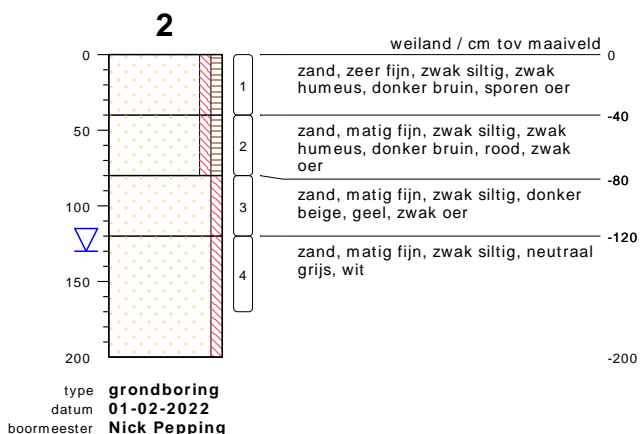 2
weiland / cm tov maaiveld
0
0
1
zand, zeer fijn, zwak siltig, zwak
humeus, donker bruin, sporen oer
-40
50
2
zand, matig fijn, zwak siltig, zwak
humeus, donker bruin, rood, zwak
oer
-80
100
3
zand, matig fijn, zwak siltig, donker
beige, geel, zwak oer
-120
150
4
zand, matig fijn, zwak siltig, neutraal
grijs, wit
200
-200
type grondboring
datum 01-02-2022
boormeester Nick Pepping